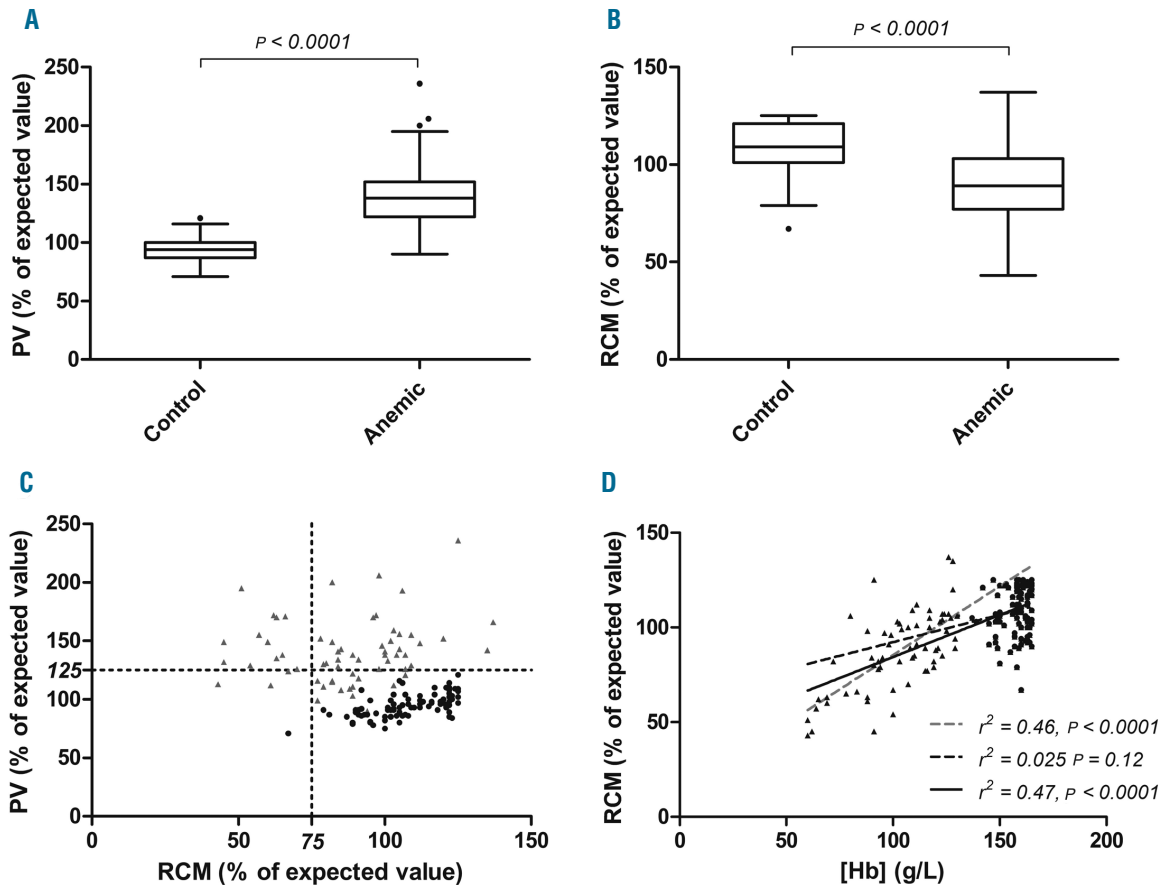 A
P < 0.0001
PV (% of expected value)
250
200
150
100
50
0
Control
Anemic
B
P < 0.0001
RCM (% of expected value)
150
100
50
0
Control
Anemic
C
PV (% of expected value)
250
200
150
125
100
50
0
0
50
75
100
150
RCM (% of expected value)
D
RCM (% of expected value)
150
100
50
0
0
50
100
150
200
[Hb] (g/L)
r² = 0.46, P < 0.0001
r² = 0.025 P = 0.12
r² = 0.47, P < 0.0001